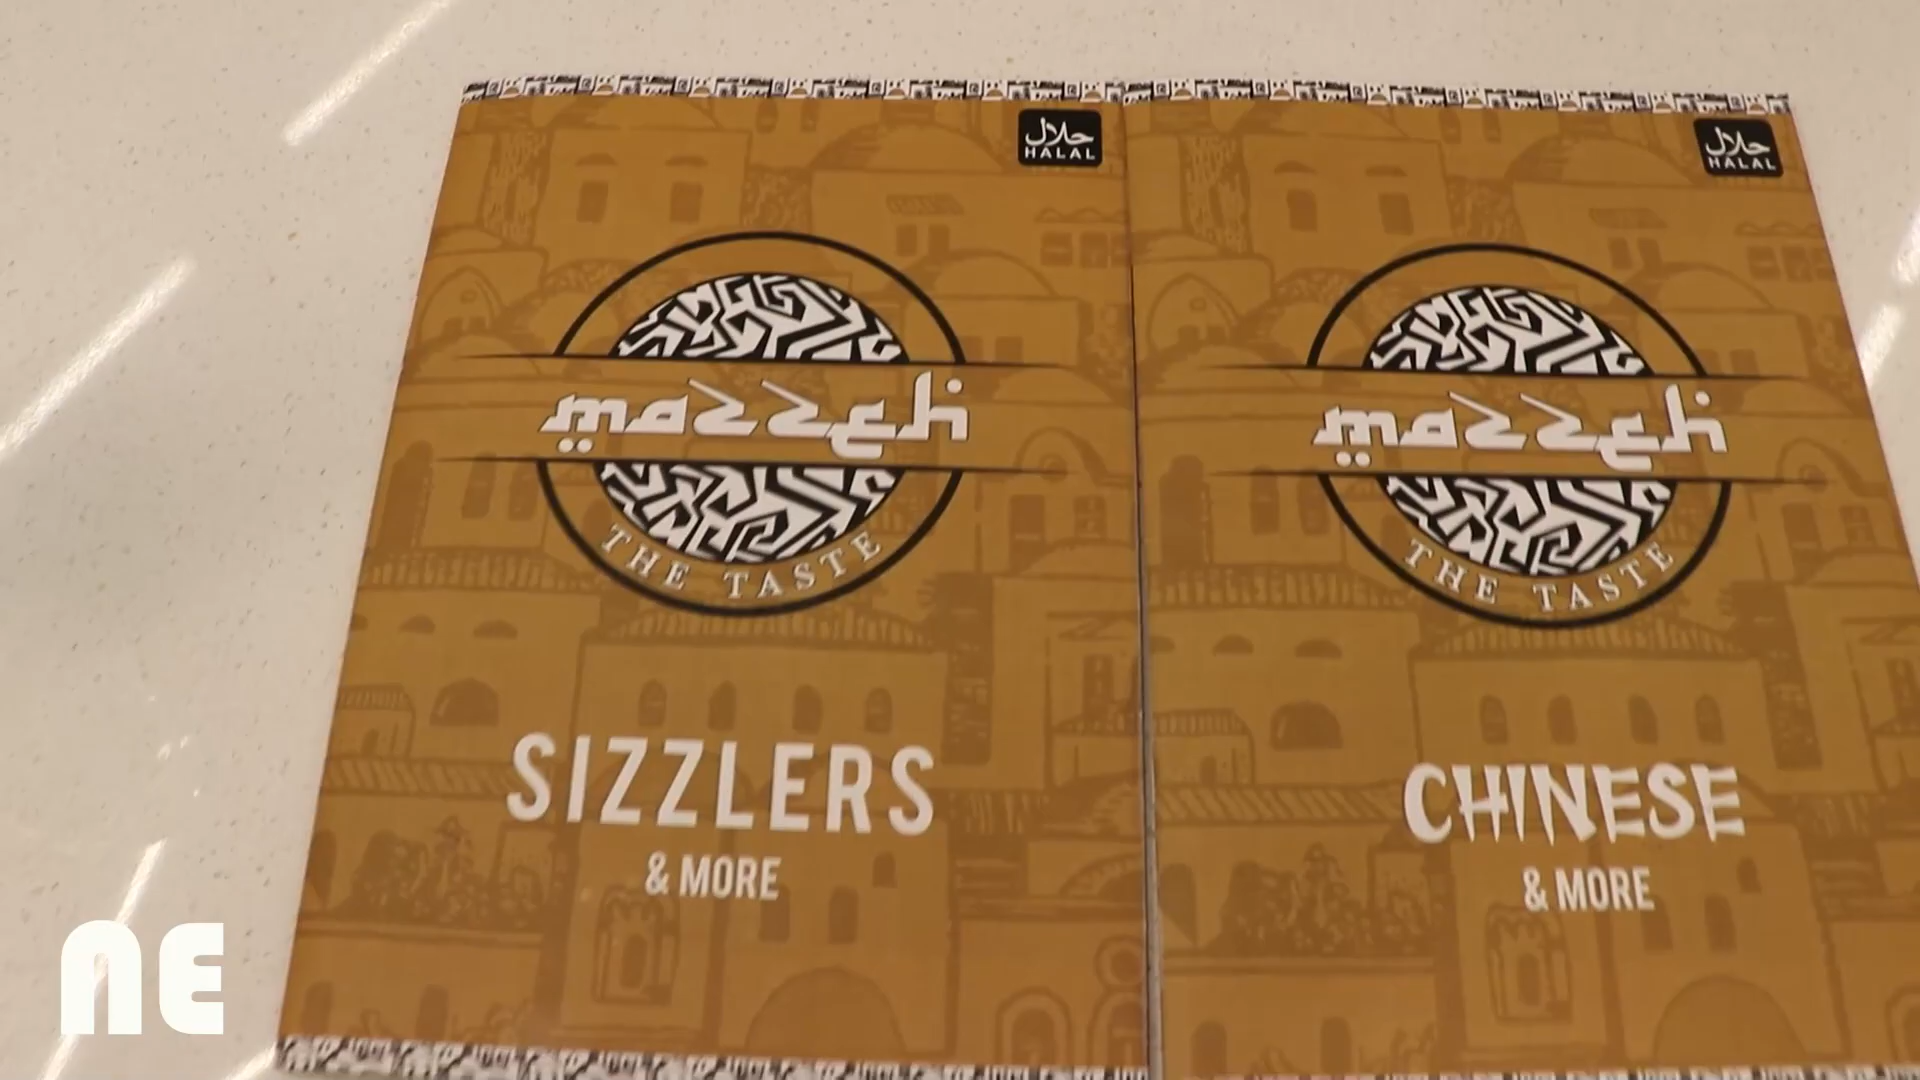 حلال
HALAL
mazzeh
THE TASTE
SIZZLERS
& MORE
حلال
HALAL
mazzeh
THE TASTE
CHINESE
& MORE
NE